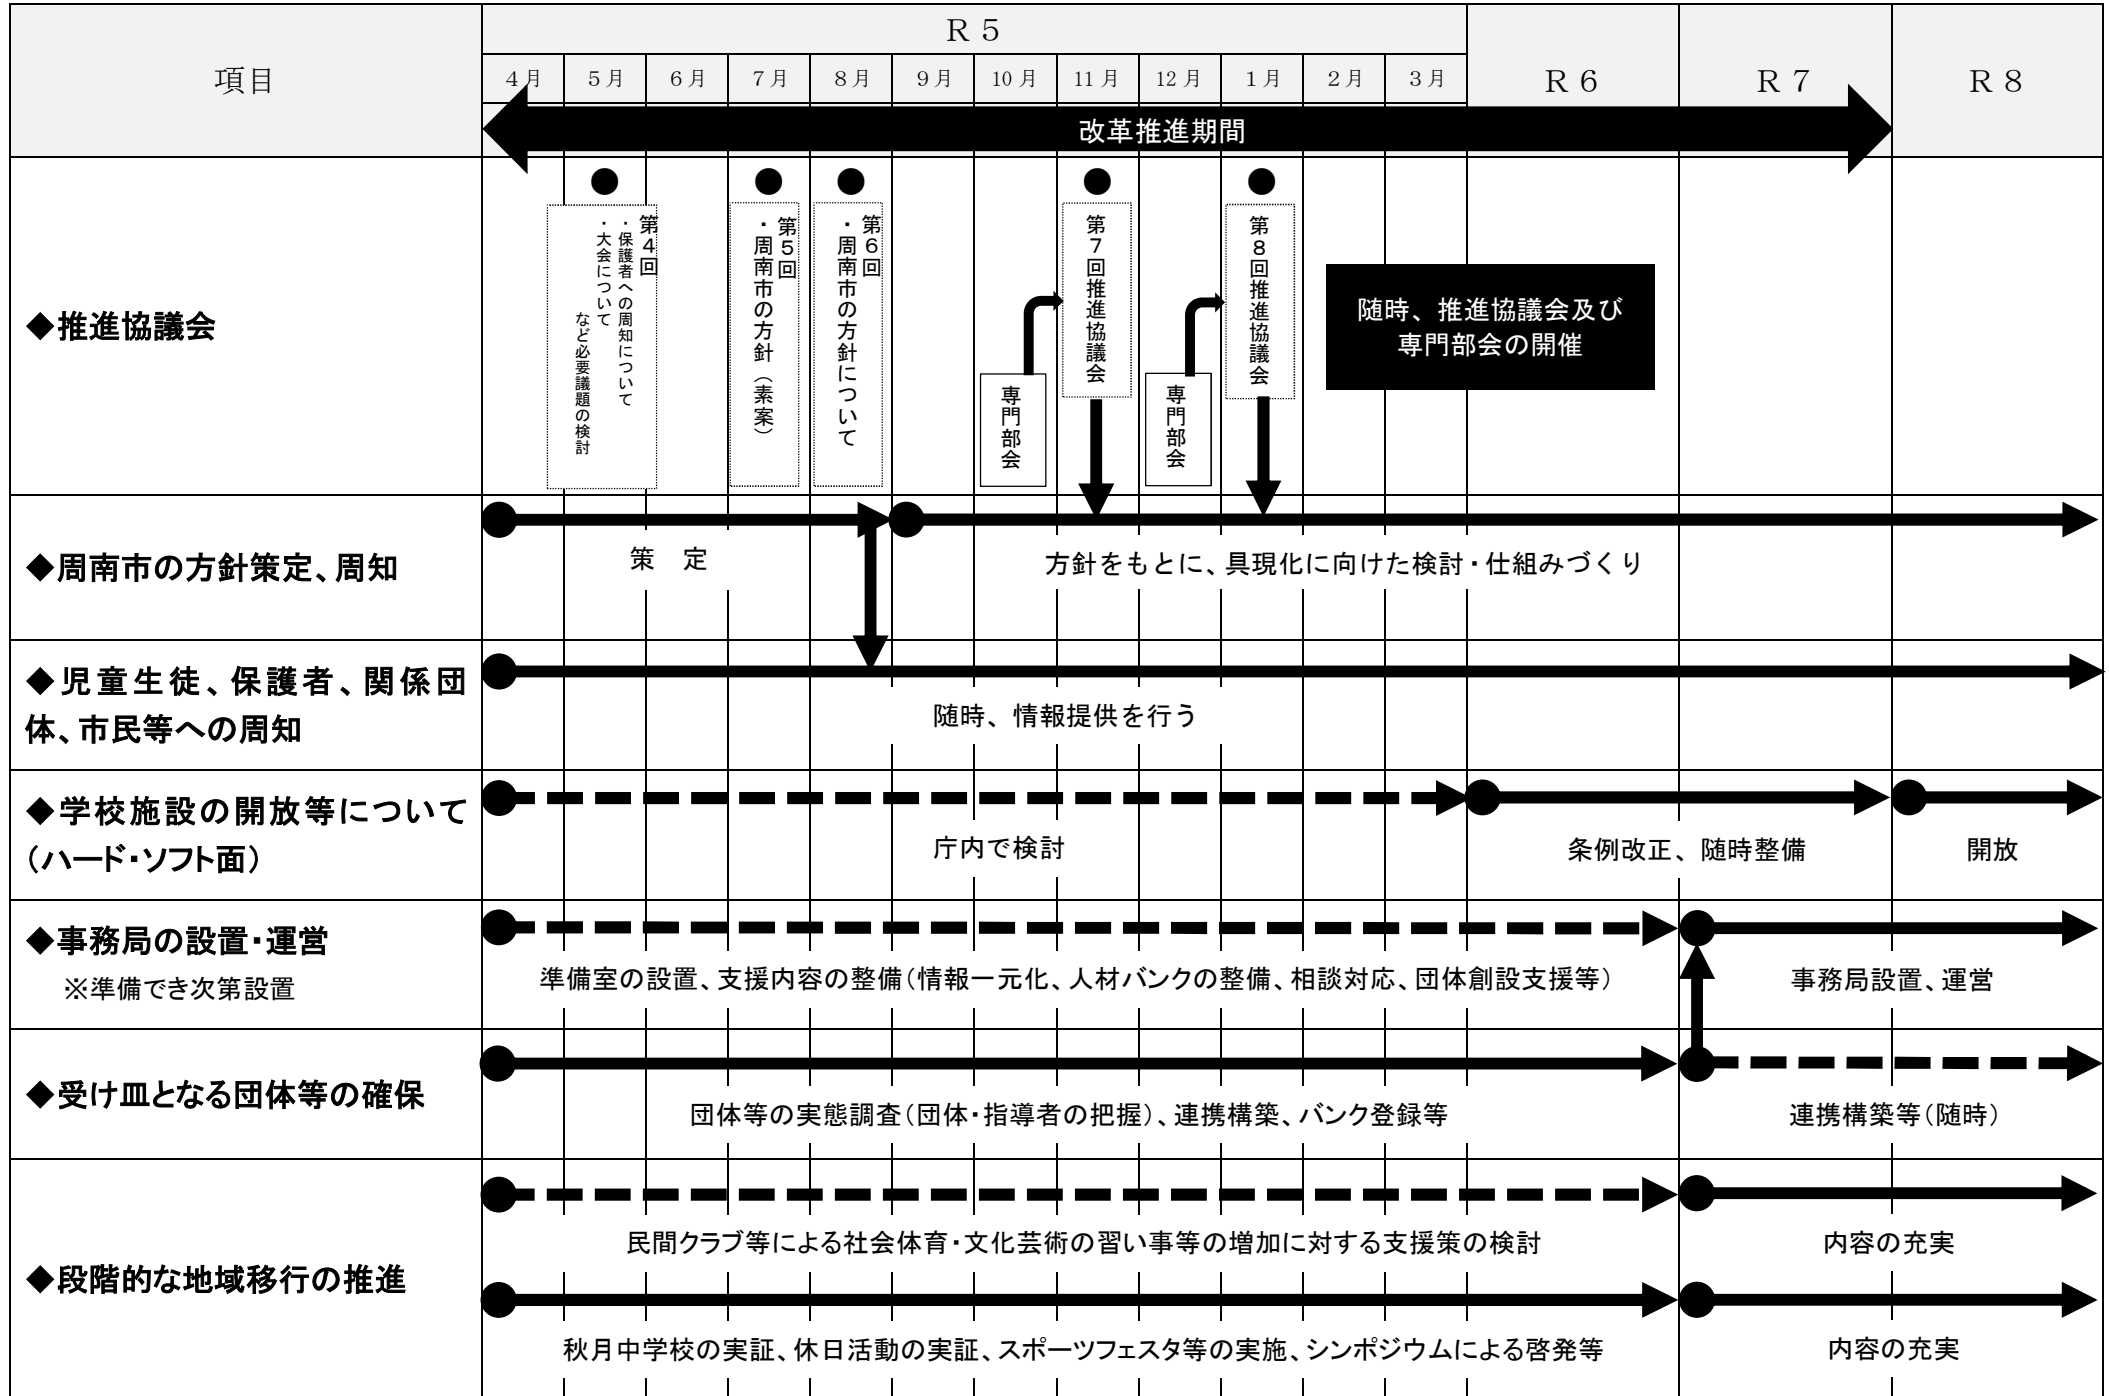 項目
Ｒ５
４月 ５月 ６月 ７月 ８月 ９月 10月 11月 12月 １月 ２月 ３月
Ｒ６
Ｒ７
Ｒ８
改革推進期間
◆推進協議会
第４回
・保護者への周知について
・大会について
など必要議題の検討
第５回
・周南市の方針（素案）
第６回
・周南市の方針について
専門部会
第７回推進協議会
専門部会
第８回推進協議会
随時、推進協議会及び
専門部会の開催
◆周南市の方針策定、周知
策　定
方針をもとに、具現化に向けた検討・仕組みづくり
◆児童生徒、保護者、関係団
体、市民等への周知
随時、情報提供を行う
◆学校施設の開放等について
（ハード・ソフト面）
庁内で検討
条例改正、随時整備
開放
◆事務局の設置・運営
※準備でき次第設置
準備室の設置、支援内容の整備（情報一元化、人材バンクの整備、相談対応、団体創設支援等）
事務局設置、運営
◆受け皿となる団体等の確保
団体等の実態調査（団体・指導者の把握）、連携構築、バンク登録等
連携構築等（随時）
◆段階的な地域移行の推進
民間クラブ等による社会体育・文化芸術の習い事等の増加に対する支援策の検討
内容の充実
秋月中学校の実証、休日活動の実証、スポーツフェスタ等の実施、シンポジウムによる啓発等
内容の充実